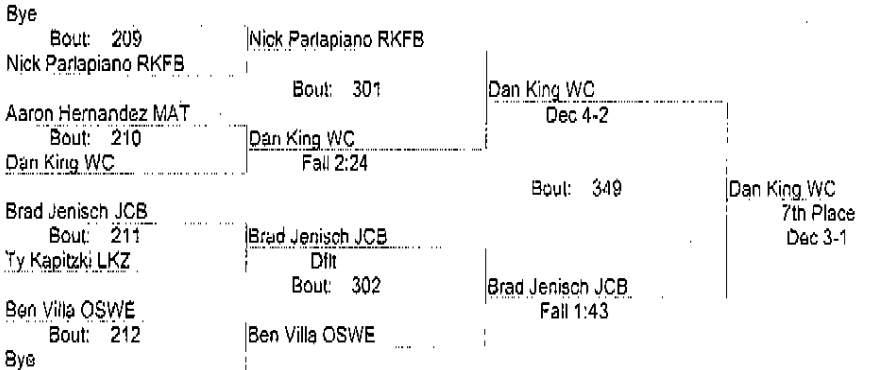 Bye
Bout: 209
Nick Parlapiano RKFB
Nick Parlapiano RKFB
Bout: 301
Dan King WC
Dec 4-2
Aaron Hernandez MAT
Bout: 210
Dan King WC
Dan King WC
Fall 2:24
Bout: 349
Dan King WC
7th Place
Dec 3-1
Brad Jenisch JCB
Bout: 211
Brad Jenisch JCB
Ty Kapitzki LKZ
Dflt
Bout: 302
Brad Jenisch JCB
Fall 1:43
Ben Villa OSWE
Bout: 212
Ben Villa OSWE
Bye